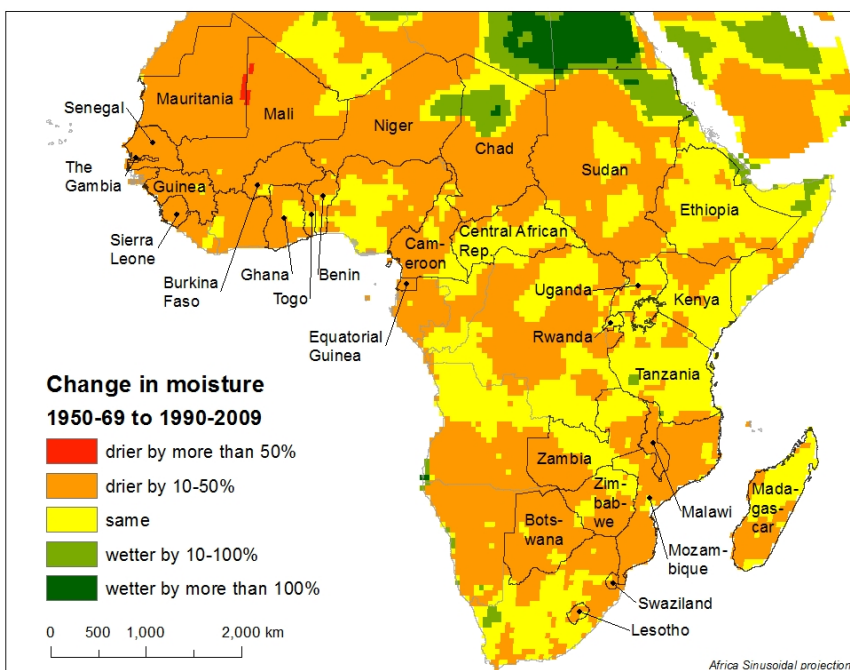 Senegal
Mauritania
Mali
Niger
Chad
Sudan
The
Gambia
Guinea
Ethiopia
Sierra
Leone
Burkina
Faso
Ghana
Togo
Benin
Cam-
eroon
Central African
Rep.
Equatorial
Guinea
Uganda
Kenya
Rwanda
Tanzania
Zambia
Zim-
bab-
we
Bots-
wana
Malawi
Mozam-
bique
Mada-
gas-
car
Swaziland
Lesotho
Change in moisture
1950-69 to 1990-2009
drier by more than 50%
drier by 10-50%
same
wetter by 10-100%
wetter by more than 100%
0 500 1,000 2,000 km
Africa Sinusoidal projection